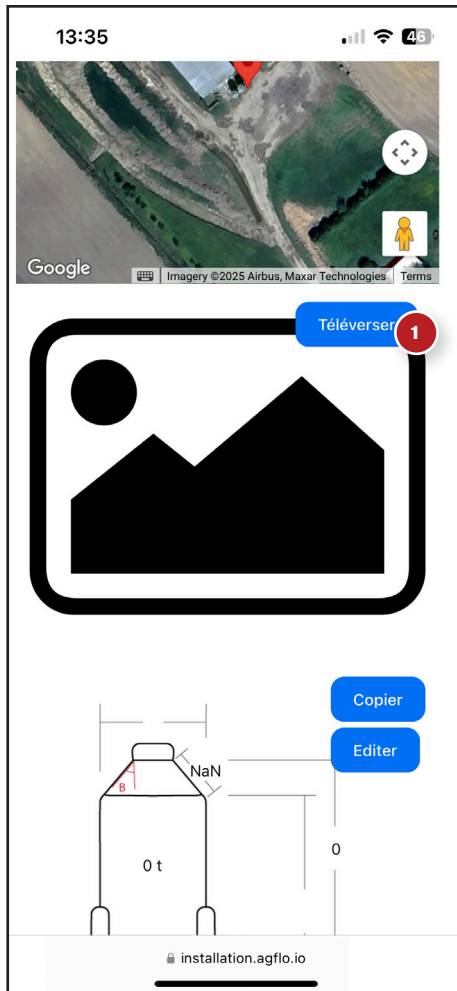 13:35
46
Google
Imagery ©2025 Airbus, Maxar Technologies
Terms
Téléverser
1
Copier
Editer
NaN
B
0 t
0
installation.agflo.io